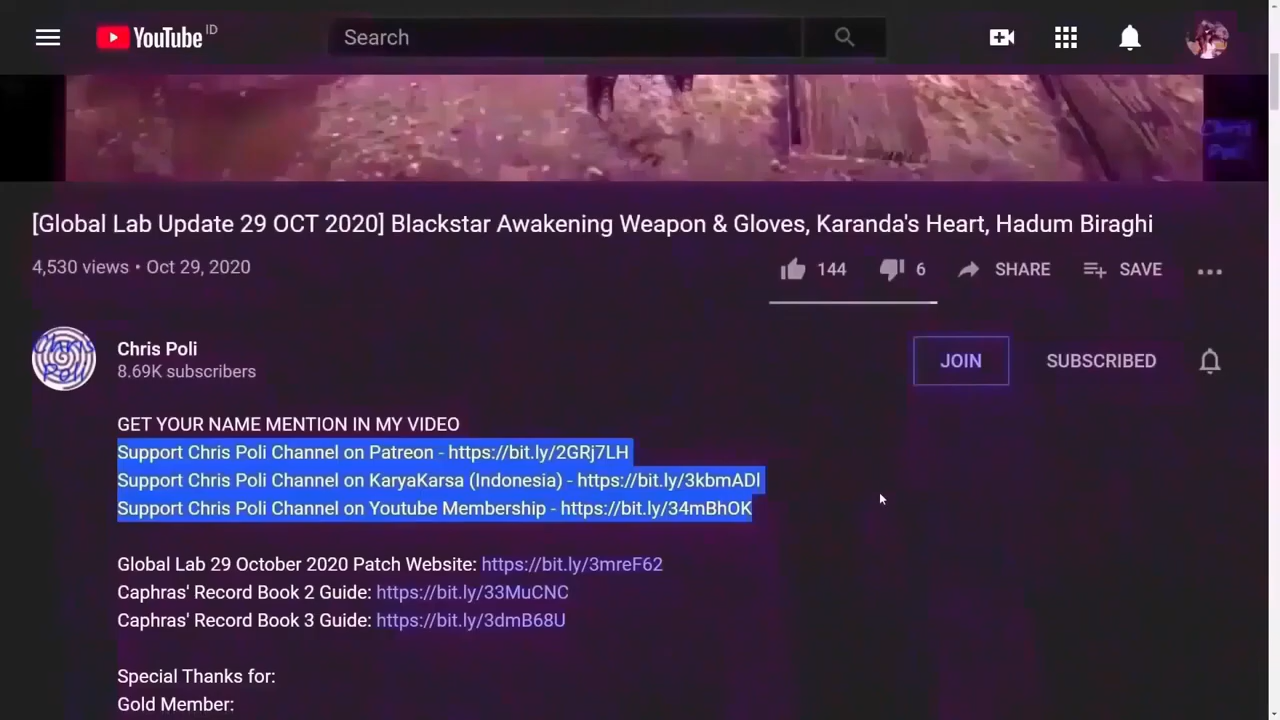 YouTube ID
Search
Chris
Poli
[Global Lab Update 29 OCT 2020] Blackstar Awakening Weapon & Gloves, Karanda's Heart, Hadum Biraghi
4,530 views • Oct 29, 2020
144 6 SHARE SAVE
Chris Poli
Chris Poli
8.69K subscribers
JOIN SUBSCRIBED
GET YOUR NAME MENTION IN MY VIDEO
Support Chris Poli Channel on Patreon - https://bit.ly/2GRj7LH
Support Chris Poli Channel on KaryaKarsa (Indonesia) - https://bit.ly/3kbmADl
Support Chris Poli Channel on Youtube Membership - https://bit.ly/34mBhOK
Global Lab 29 October 2020 Patch Website: https://bit.ly/3mreF62
Caphras' Record Book 2 Guide: https://bit.ly/33MuCNC
Caphras' Record Book 3 Guide: https://bit.ly/3dmB68U
Special Thanks for:
Gold Member: